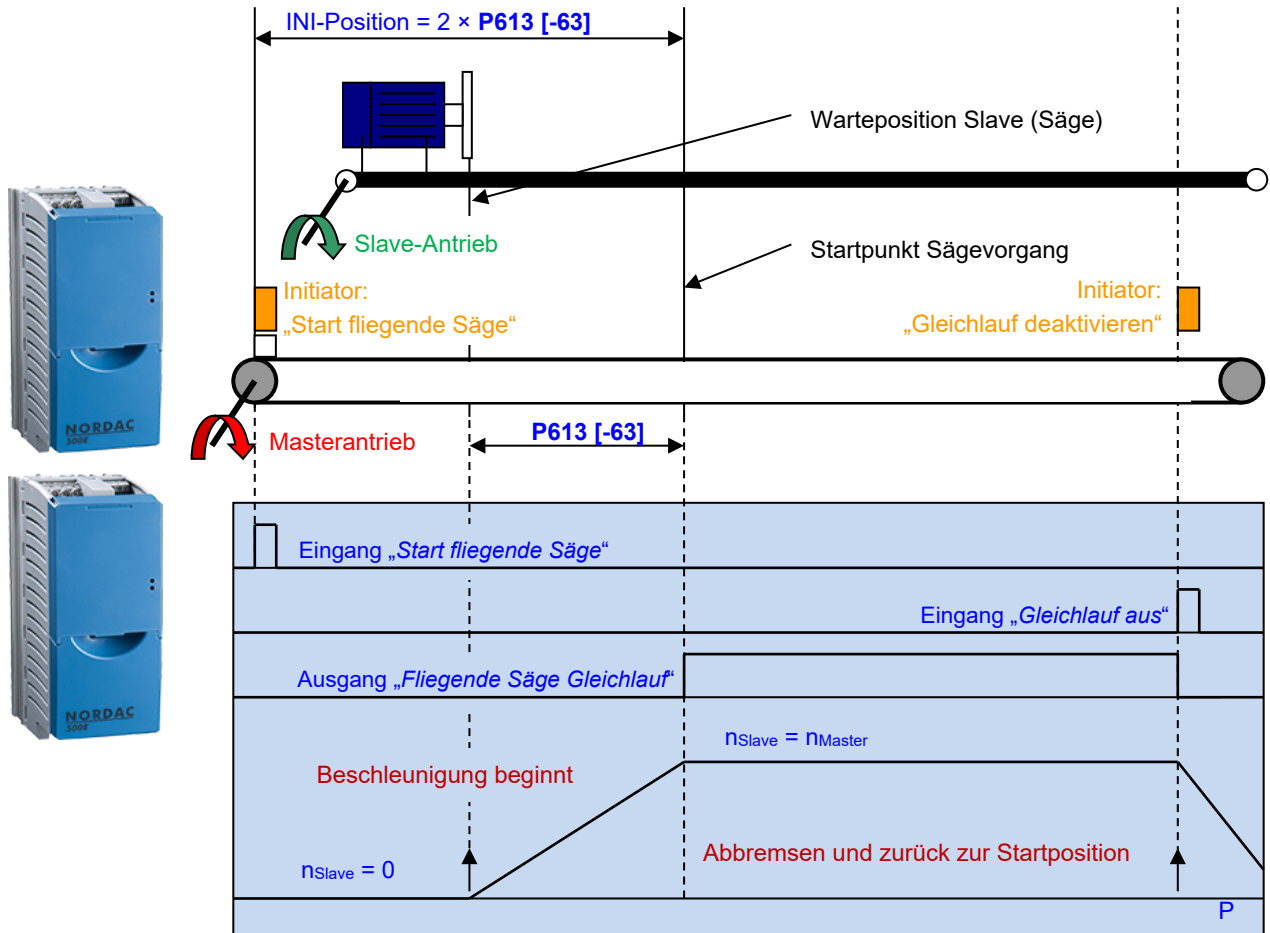 INI-Position = 2 × P613 [-63]
Warteposition Slave (Säge)
Slave-Antrieb
Startpunkt Sägevorgang
Initiator:
„Start fliegende Säge“
Initiator:
„Gleichlauf deaktivieren“
NORDAC
500E
Masterantrieb
P613 [-63]
NORDAC
500E
Eingang „Start fliegende Säge“
Eingang „Gleichlauf aus“
Ausgang „Fliegende Säge Gleichlauf“
nSlave = nMaster
Beschleunigung beginnt
Abbremsen und zurück zur Startposition
nSlave = 0
P